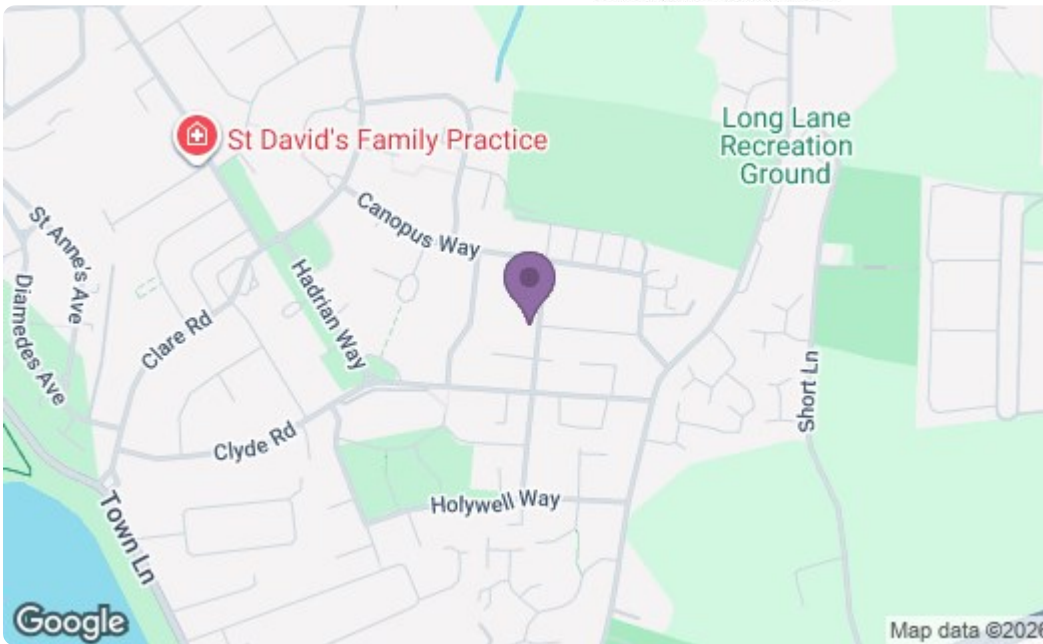 Long Lane
Recreation
Ground
St David's Family Practice
Canopus Way
St Anne's Ave
Diamedes Ave
Hadrian Way
Clare Rd
Short Ln
Clyde Rd
Holywell Way
Town Ln
Google
Map data ©2026